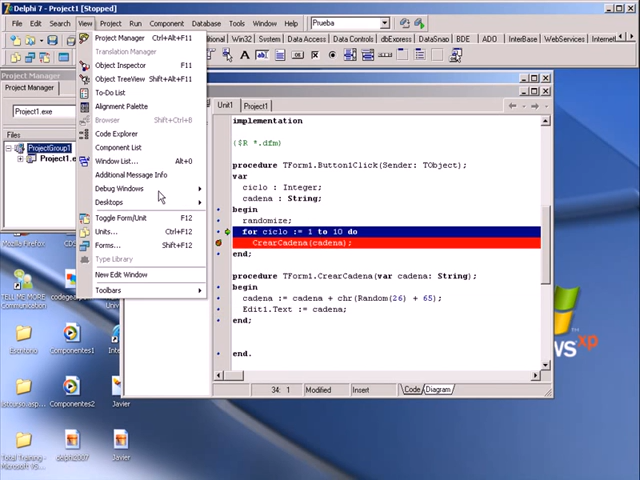 Delphi 7 - Project1
File Edit Search View Project Run Component Database Tools Window Help
Prueba
Win32 System Data Access Data Controls dbExpress DataSnap BDE ADO InterBase WebServices
Project Manager Ctrl+Alt+F11
Translation Manager
Object Inspector F11
Object TreeView Shift+Alt+F11
To-Do List
Alignment Palette
Browser Shift+Ctrl+B
Code Explorer
Component List
Window List... Alt+0
Additional Message Info
Debug Windows
Desktops
Toggle Form/Unit F12
Units... Ctrl+F12
Forms... Shift+F12
Type Library
New Edit Window
Toolbars
Project Manager
Project Manager
Project1.exe
Files
ProjectGroup1
Project1.e
Unit1 Project1
implementation
{$R *.dfm}
procedure TForm1.Button1Click(Sender: TObject);
var
ciclo : Integer;
cadena : String;
begin
randomize;
for ciclo := 1 to 10 do
CrearCadena(cadena);
end;
procedure TForm1.CrearCadena(var cadena: String);
begin
cadena := cadena + chr(Random(26) + 65);
Edit1.Text := cadena;
end;
end.
34: 1 Modified Insert Code Diagram
Mozilla Firefox
TELL ME MORE
Communication
codegear
Escritorio Componentes1
Componentes2 Javier
Total Training -
Microsoft VS...
delphi2007 Javier
xp